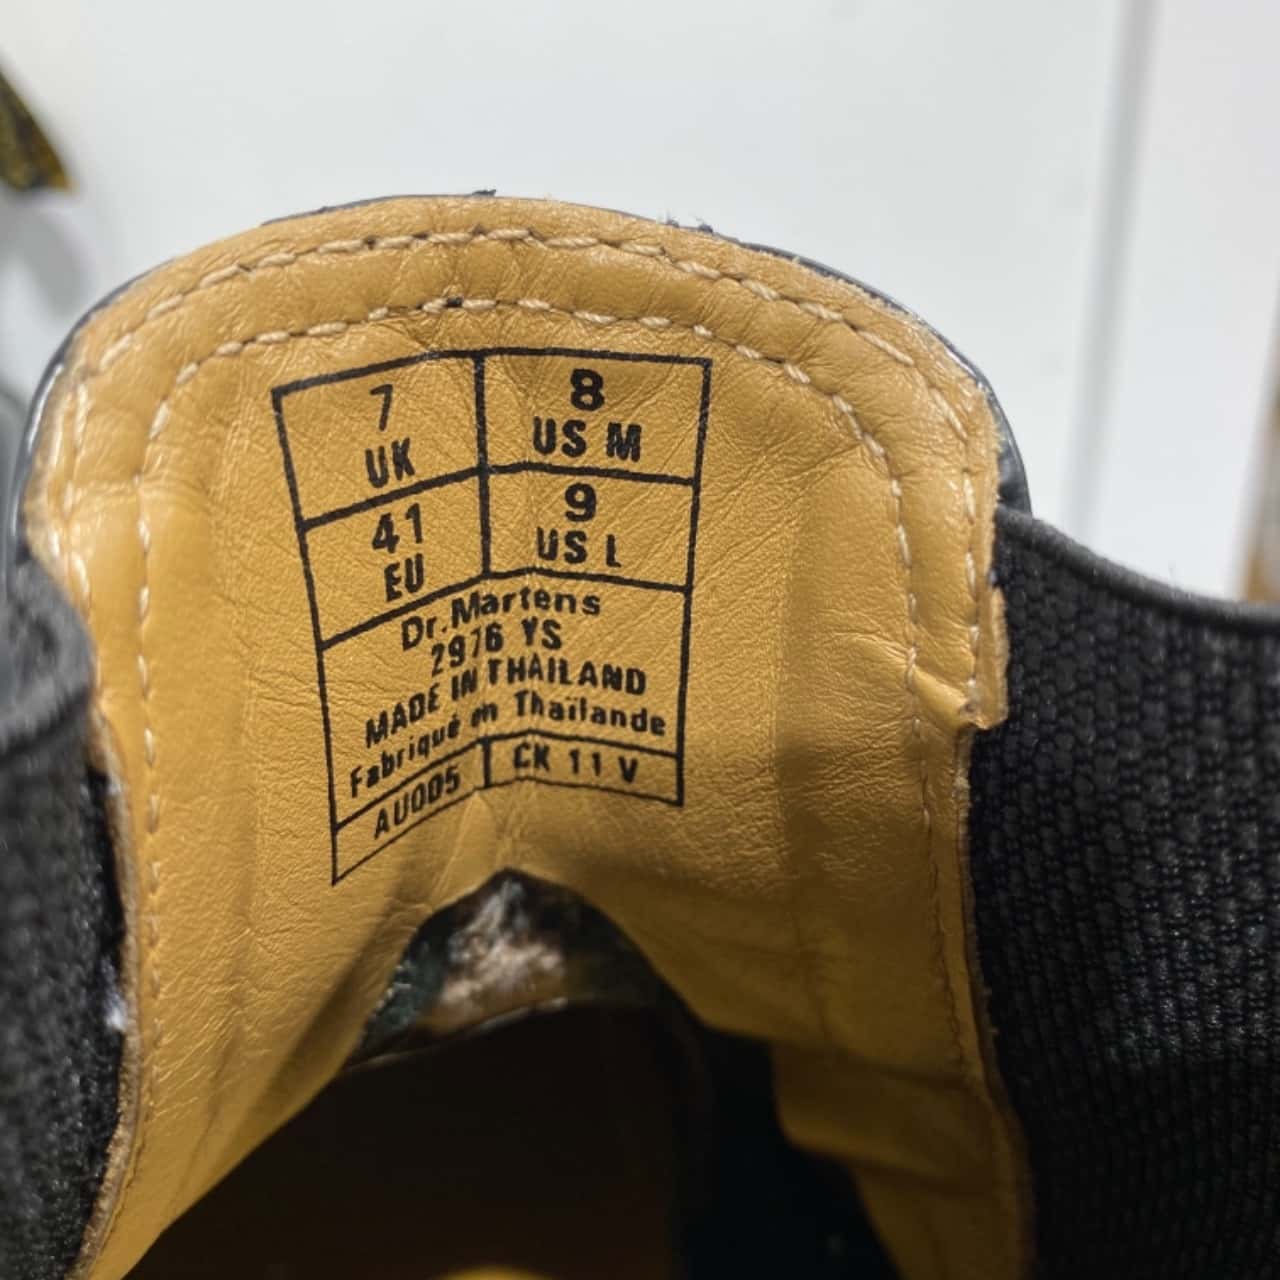 7
UK
8
US M
41
EU
9
US L
Dr. Martens
2976 YS
MADE IN THAILAND
Fabriqué en Thaïlande
AU005
CK 11 V